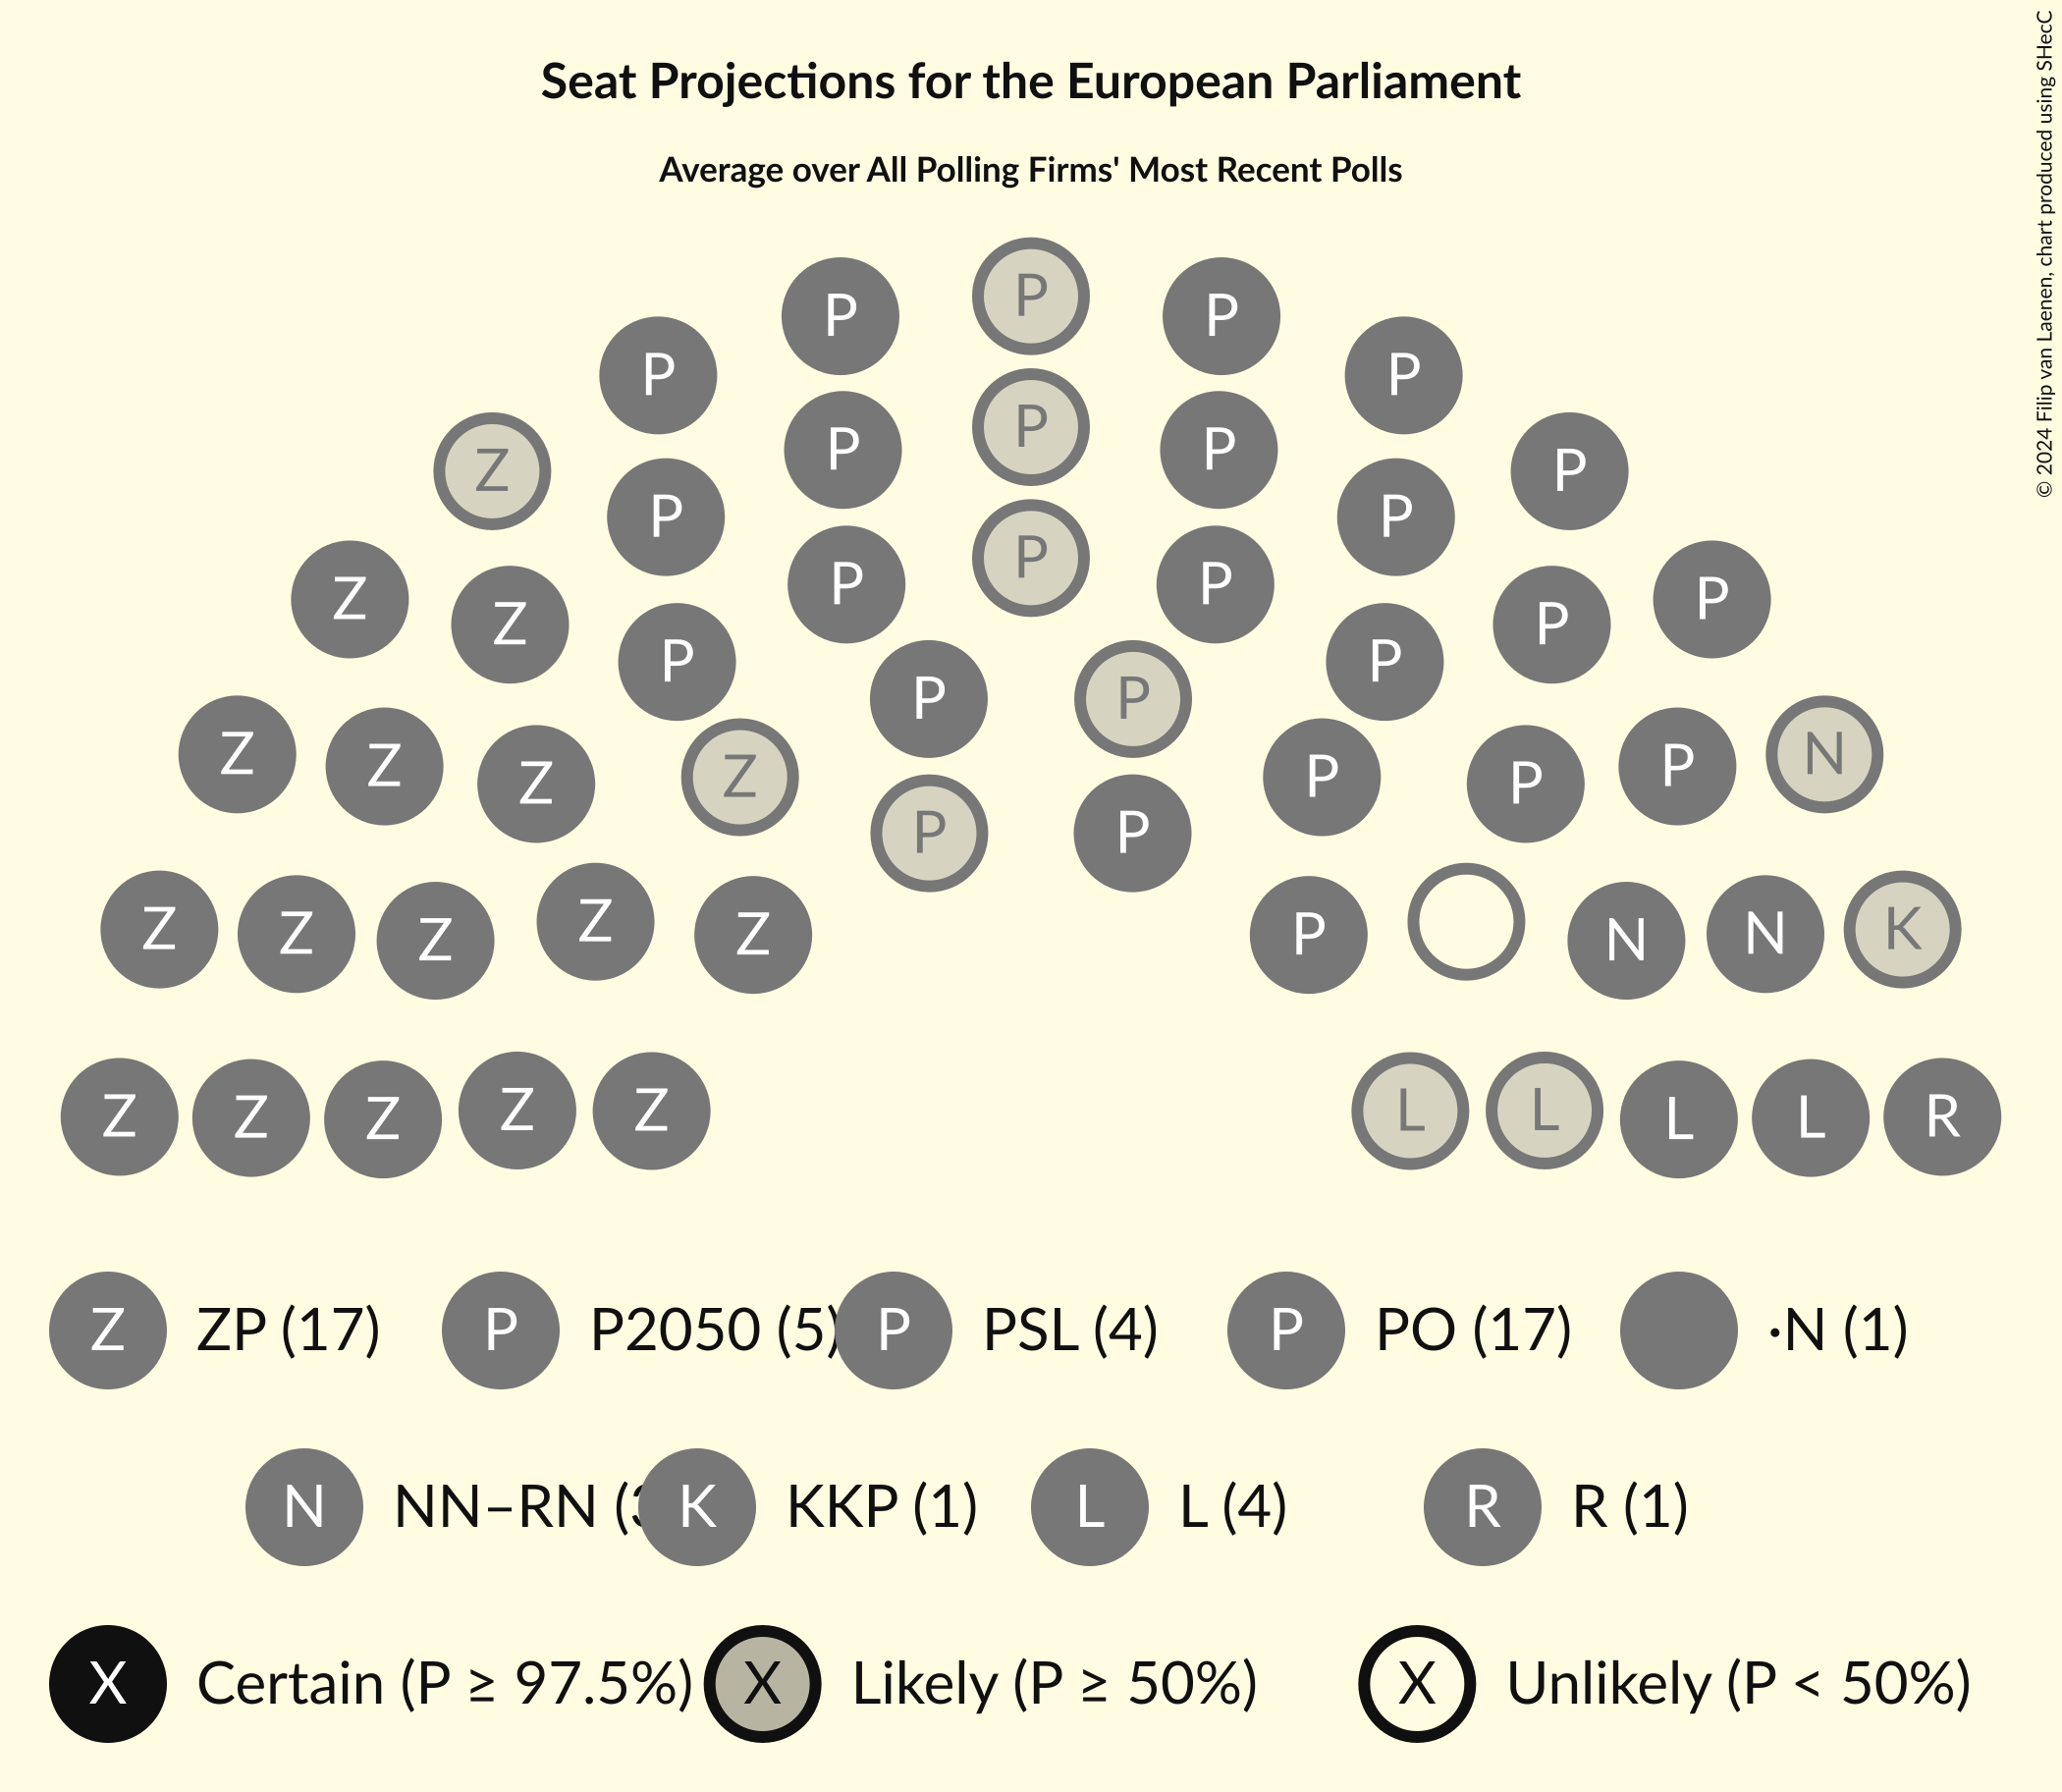 Seat Projections for the European Parliament
Average over All Polling Firms' Most Recent Polls
© 2024 Filip van Laenen, chart produced using SHecC
P
P P
P P
Z P
P
P P
P P
P
P P
Z P
Z P
P P
P P
P P
Z P
Z P
Z P
Z P
P P
Z Z Z Z Z P N N K
Z Z Z Z Z L L L L R
Z ZP (17) P P2050 (5) P PSL (4) P PO (17) •N (1)
N NN–RN K KKP (1) L L (4) R R (1)
X Certain (P ≥ 97.5%) X Likely (P ≥ 50%) X Unlikely (P < 50%)